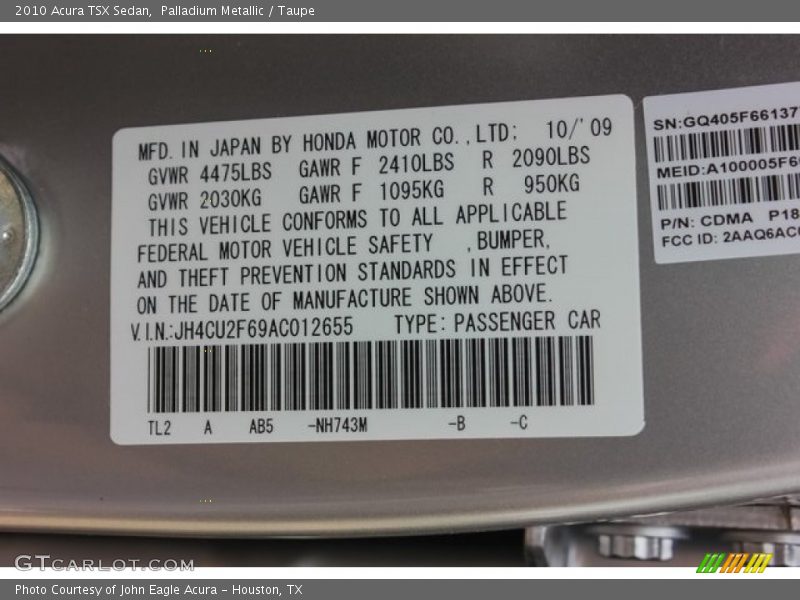 2010 Acura TSX Sedan,  Palladium Metallic / Taupe
MFD. IN JAPAN BY HONDA MOTOR CO.,LTD:  10/'09
GVWR 4475LBS  GAWR F 2410LBS  R 2090LBS
GVWR 2030KG  GAWR F 1095KG  R 950KG
THIS VEHICLE CONFORMS TO ALL APPLICABLE
FEDERAL MOTOR VEHICLE SAFETY  ,BUMPER,
AND THEFT PREVENTION STANDARDS IN EFFECT
ON THE DATE OF MANUFACTURE SHOWN ABOVE.
V.I.N.:JH4CU2F69AC012655  TYPE: PASSENGER CAR
TL2  A  AB5  -NH743M  -B  -C
SN:GQ405F66137
MEID:A100005F6
P/N: CDMA  P18
FCC ID: 2AAQ6AC
GTCARLOT.COM
Photo Courtesy of John Eagle Acura - Houston, TX